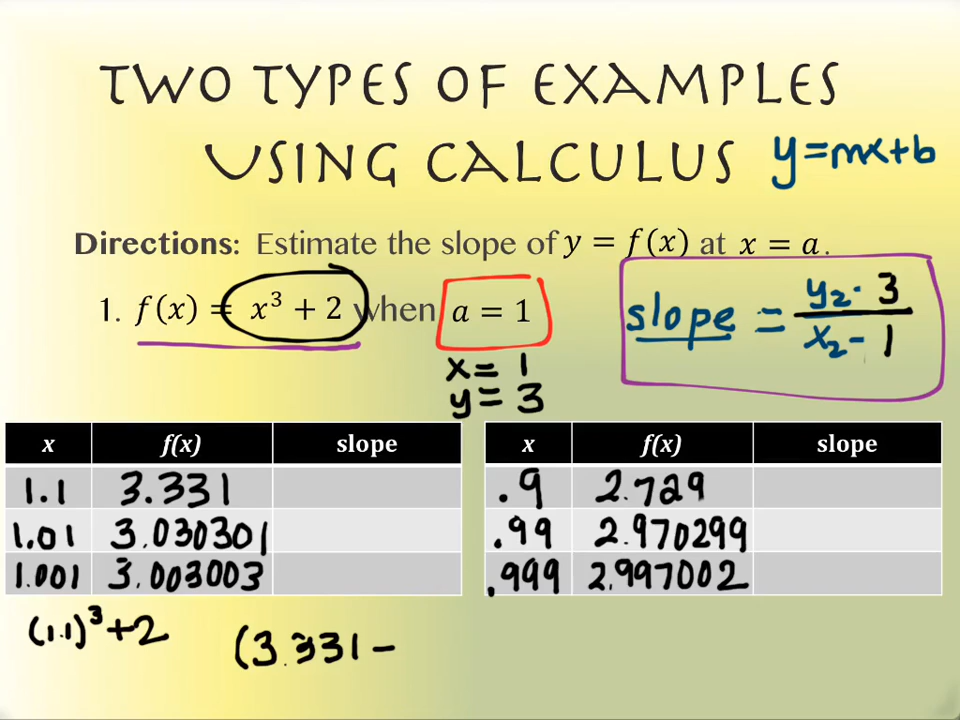 TWO TYPES OF EXAMPLES
USING CALCULUS y=mx+b
Directions: Estimate the slope of y = f(x) at x = a.
1. f(x) = x³ + 2 when a = 1
slope = y₂ - 3
x₂ - 1
x = 1
y = 3
x f(x) slope
1.1 3.331
1.01 3.030301
1.001 3.003003
x f(x) slope
.9 2.729
.99 2.970299
.999 2.997002
(1.1)³+2 (3.331 -